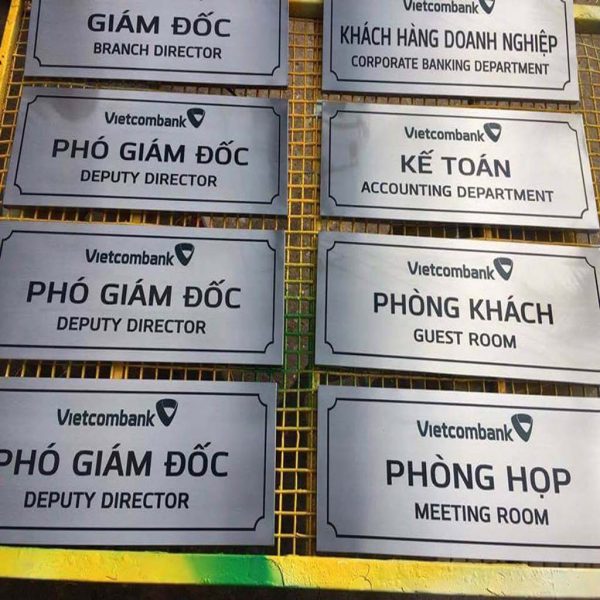 GIÁM ĐỐC
BRANCH DIRECTOR
Vietcombank
PHÓ GIÁM ĐỐC
DEPUTY DIRECTOR
Vietcombank
PHÓ GIÁM ĐỐC
DEPUTY DIRECTOR
Vietcombank
PHÓ GIÁM ĐỐC
DEPUTY DIRECTOR
Vietcombank
KHÁCH HÀNG DOANH NGHIỆP
CORPORATE BANKING DEPARTMENT
Vietcombank
KẾ TOÁN
ACCOUNTING DEPARTMENT
Vietcombank
PHÒNG KHÁCH
GUEST ROOM
Vietcombank
PHÒNG HỌP
MEETING ROOM